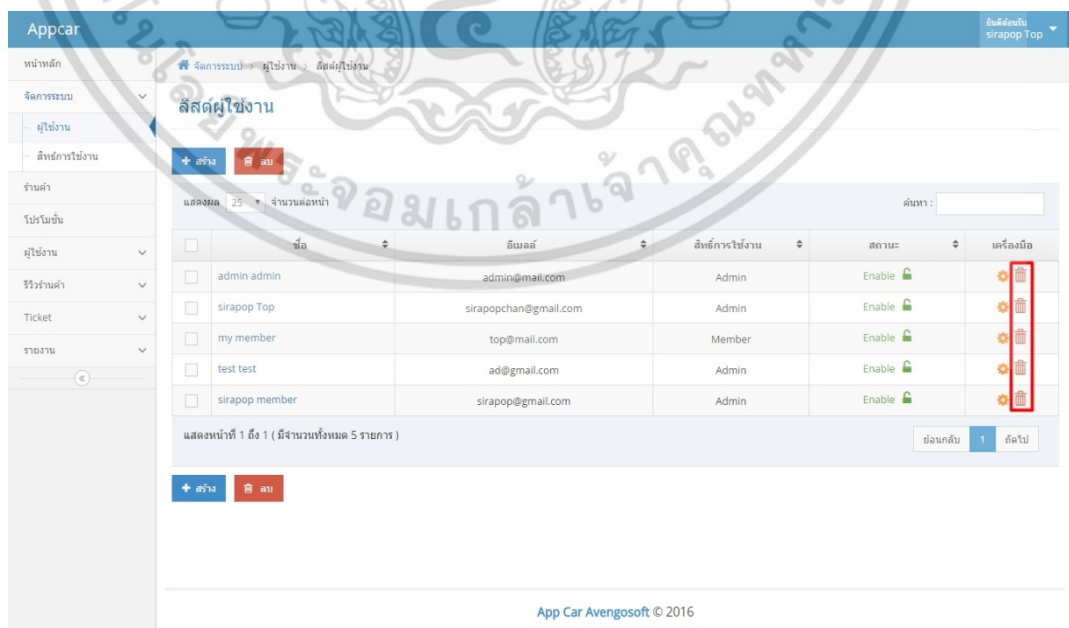 Appcar
ยินดีต้อนรับ
sirapop Top
หน้าหลัก
จัดการระบบ
ผู้ใช้งาน
สิทธ์การใช้งาน
ร้านค้า
โปรโมชั่น
ผู้ใช้งาน
รีวิวร้านค้า
Ticket
รายงาน
จัดการระบบ > ผู้ใช้งาน > ลิสต์ผู้ใช้งาน
ลิสต์ผู้ใช้งาน
+ สร้าง ลบ
แสดงผล 25 จำนวนต่อหน้า ค้นหา :
ชื่อ อีเมลล์ สิทธิ์การใช้งาน สถานะ เครื่องมือ
admin admin admin@mail.com Admin Enable
sirapop Top sirapopchan@gmail.com Admin Enable
my member top@mail.com Member Enable
test test ad@gmail.com Admin Enable
sirapop member sirapop@gmail.com Admin Enable
แสดงหน้าที่ 1 ถึง 1 ( มีจำนวนทั้งหมด 5 รายการ ) ย้อนกลับ 1 ถัดไป
+ สร้าง ลบ
App Car Avengosoft © 2016